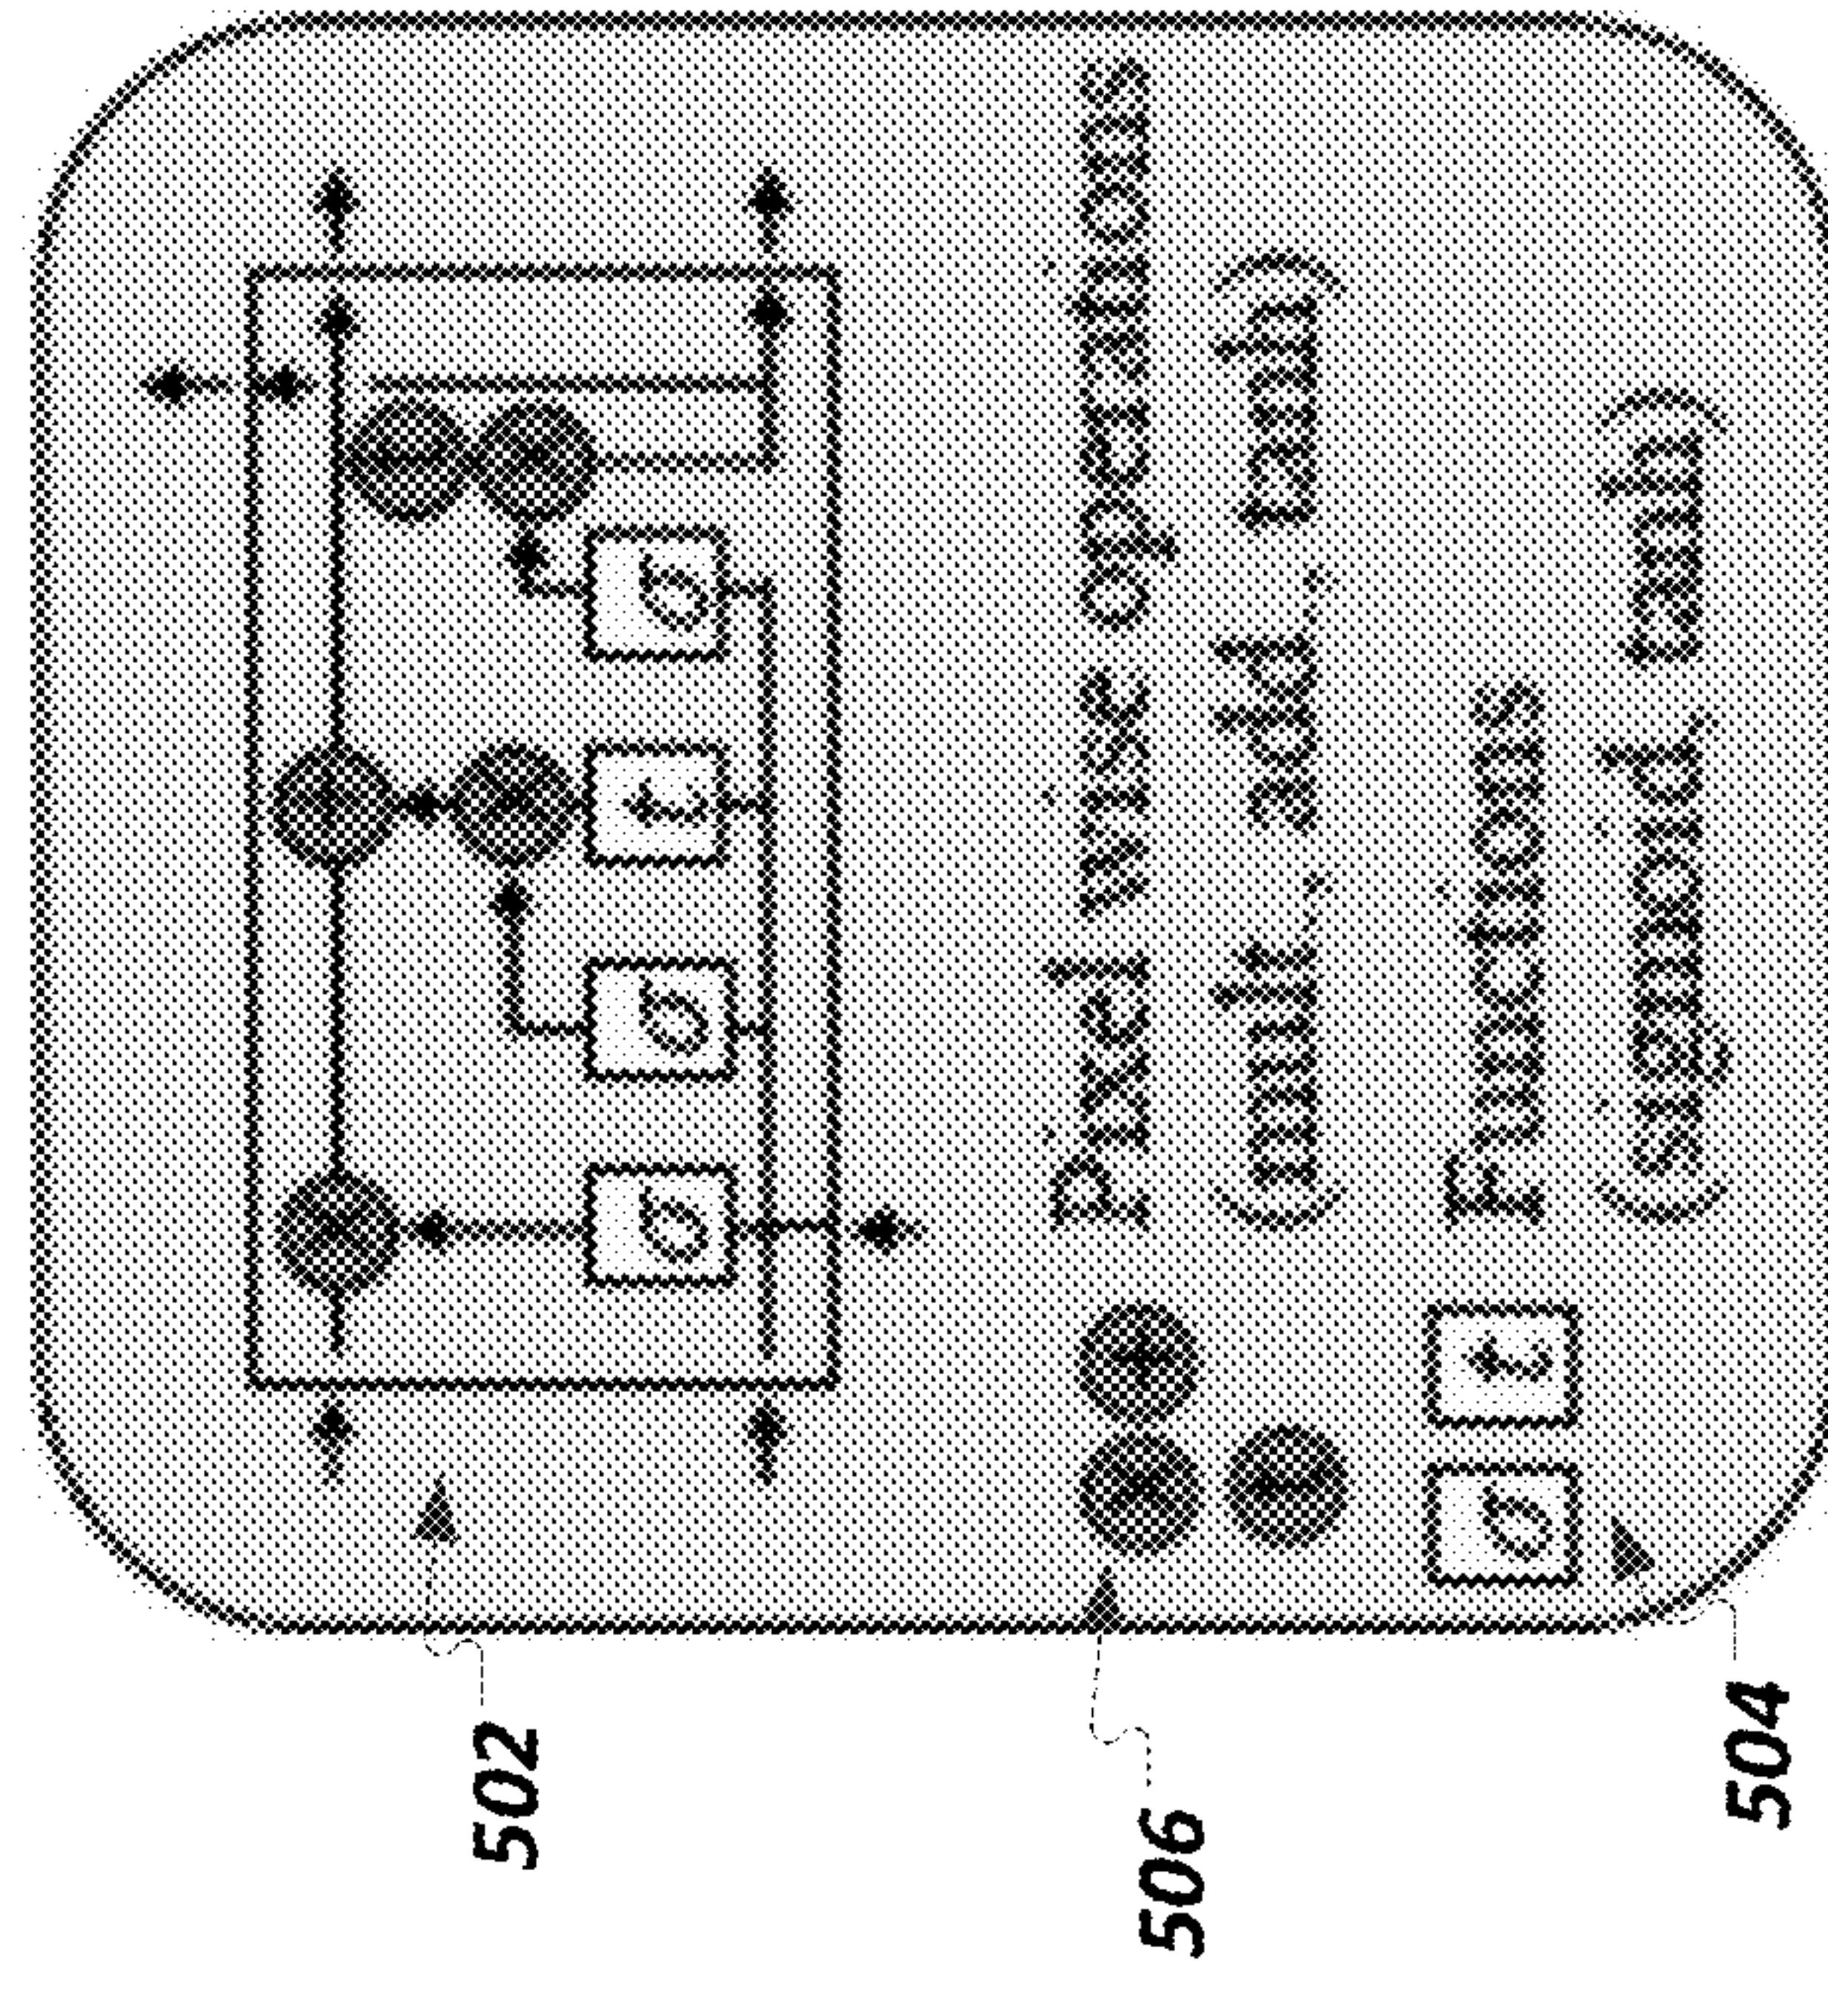 × +
t
× ×
502
σ σ t σ
506
× + Pixel wise operations
t (mult., add., tanh)
σ t Functions
504
(sigmoid, tanh)